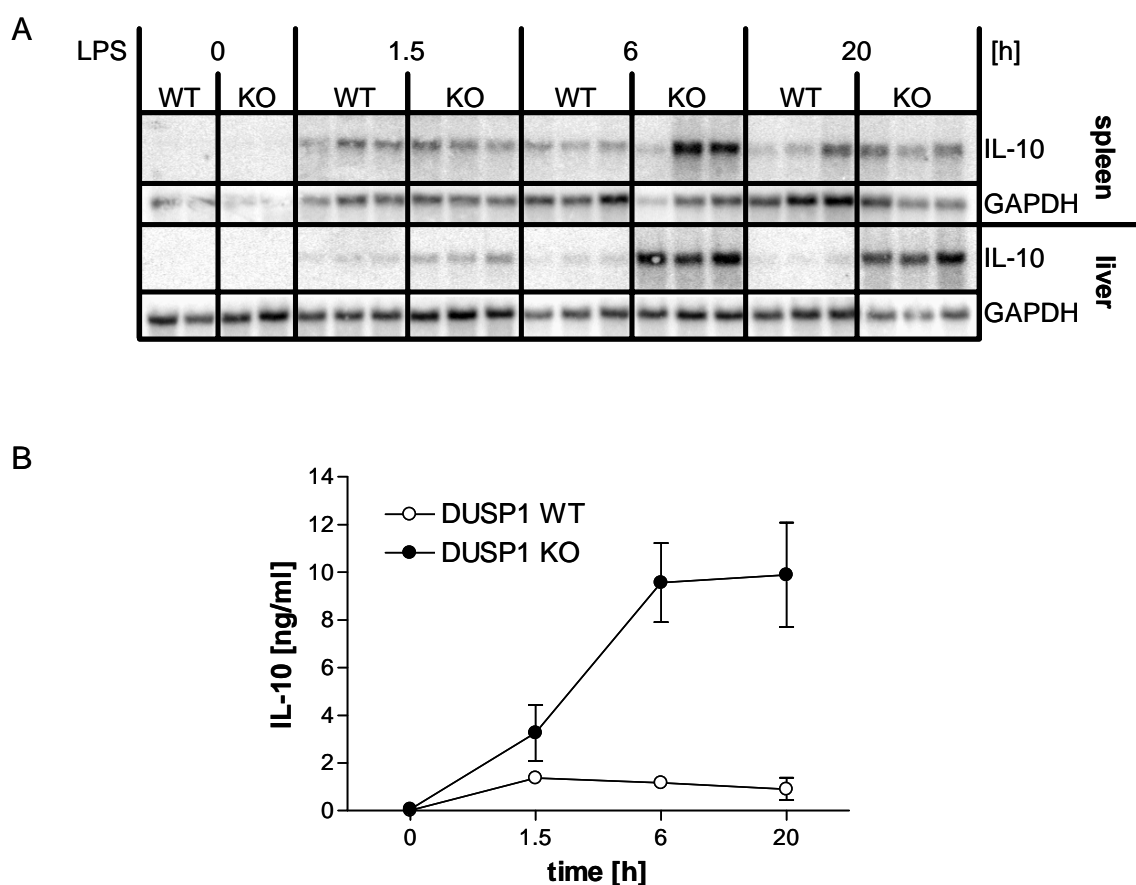 A
LPS 0 1.5 6 20 [h]
WT KO WT KO WT KO WT KO
IL-10
GAPDH
spleen
IL-10
GAPDH
liver
B
14
12
10
8
6
4
2
0
IL-10 [ng/ml]
DUSP1 WT
DUSP1 KO
0 1.5 6 20
time [h]